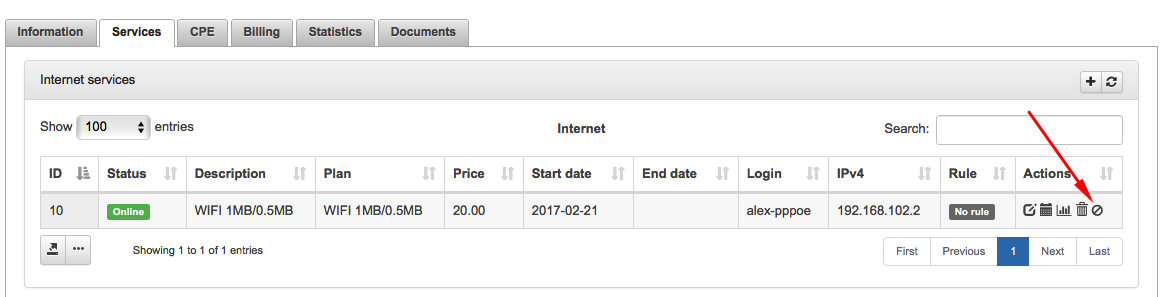 Information Services CPE Billing Statistics Documents
Internet services
Show 100 entries Internet Search:
ID Status Description Plan Price Start date End date Login IPv4 Rule Actions
10 Online WIFI 1MB/0.5MB WIFI 1MB/0.5MB 20.00 2017-02-21 alex-pppoe 192.168.102.2 No rule
Showing 1 to 1 of 1 entries First Previous 1 Next Last